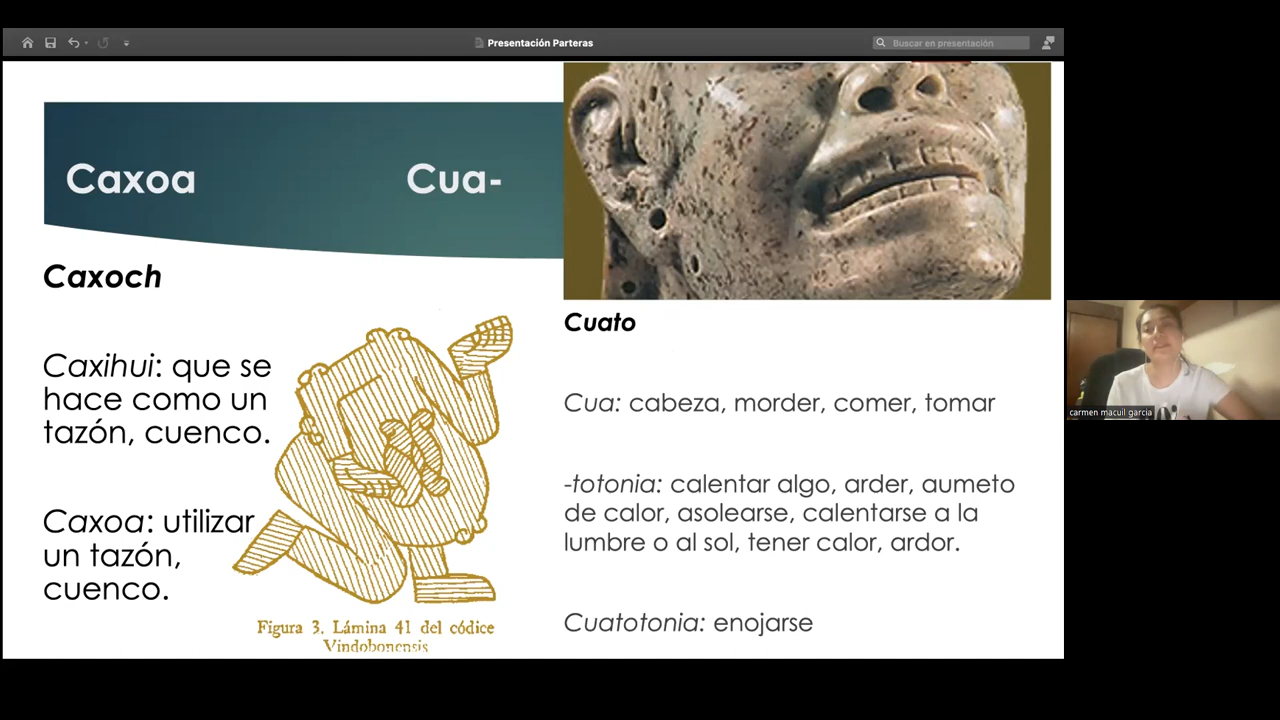 Presentación Parteras
Buscar en presentación
Caxoa
Cua-
Caxoch
Caxihui: que se
hace como un
tazón, cuenco.
Caxoa: utilizar
un tazón,
cuenco.
Figura 3. Lámina 41 del códice
Vindobonensis
Cuato
Cua: cabeza, morder, comer, tomar
-totonia: calentar algo, arder, aumeto
de calor, asolearse, calentarse a la
lumbre o al sol, tener calor, ardor.
Cuatotonia: enojarse
carmen macuil garcia